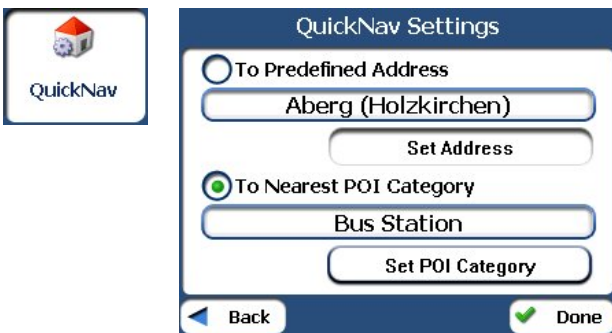 QuickNav
QuickNav Settings
To Predefined Address
Aberg (Holzkirchen)
Set Address
To Nearest POI Category
Bus Station
Set POI Category
Back
Done